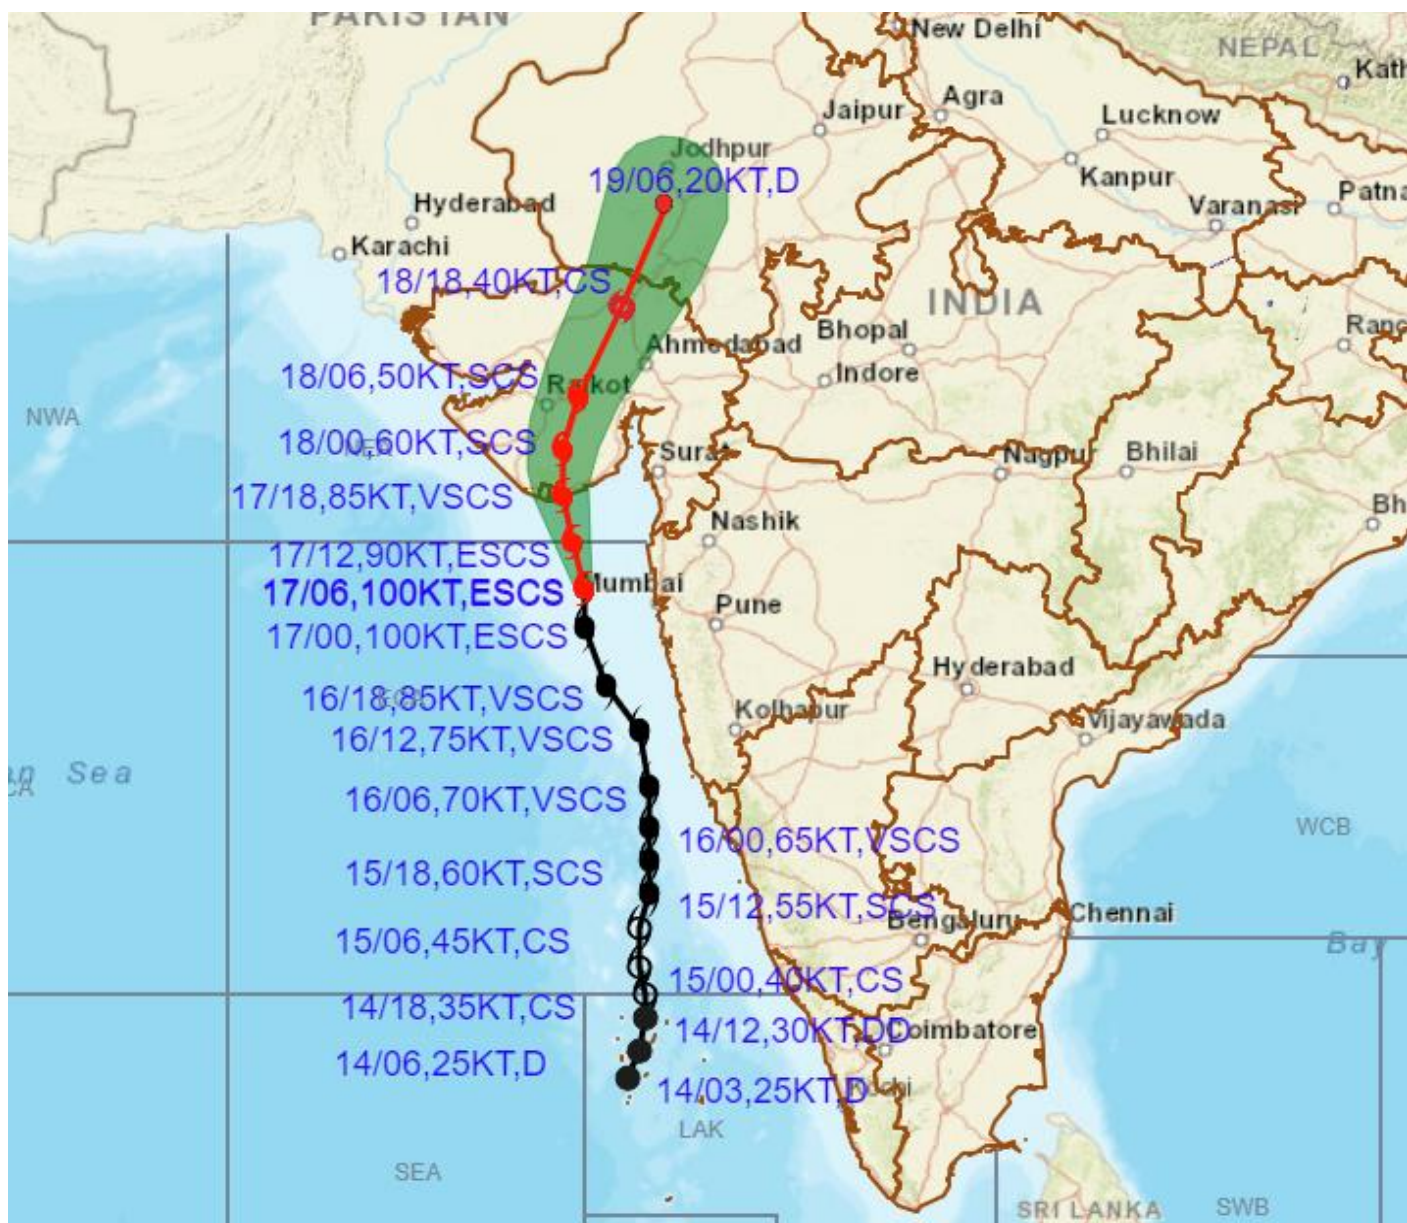 PAKISTAN
New Delhi
NEPAL
Agra
Jaipur
Lucknow
Jodhpur
19/06,20KT,D
Kanpur
Hyderabad
Varanasi
Karachi
18/18,40KT,CS
INDIA
Bhopal
Ahmedabad
Indore
18/06,50KT,SCS
Rajkot
NWA
18/00,60KT,SCS
Surat
Nagpur
Bhilai
17/18,85KT,VSCS
Nashik
17/12,90KT,ESCS
Mumbai
17/06,100KT,ESCS
Pune
17/00,100KT,ESCS
Hyderabad
16/18,85KT,VSCS
Kolhapur
Vijayawada
16/12,75KT,VSCS
Sea
16/06,70KT,VSCS
WCB
16/00,65KT,VSCS
15/18,60KT,SCS
15/12,55KT,SCS
Bengaluru
Chennai
15/06,45KT,CS
Bay
15/00,40KT,CS
14/18,35KT,CS
14/12,30KT,DD
Coimbatore
14/06,25KT,D
14/03,25KT,D
Kochi
LAK
SEA
SRI LANKA
SWB